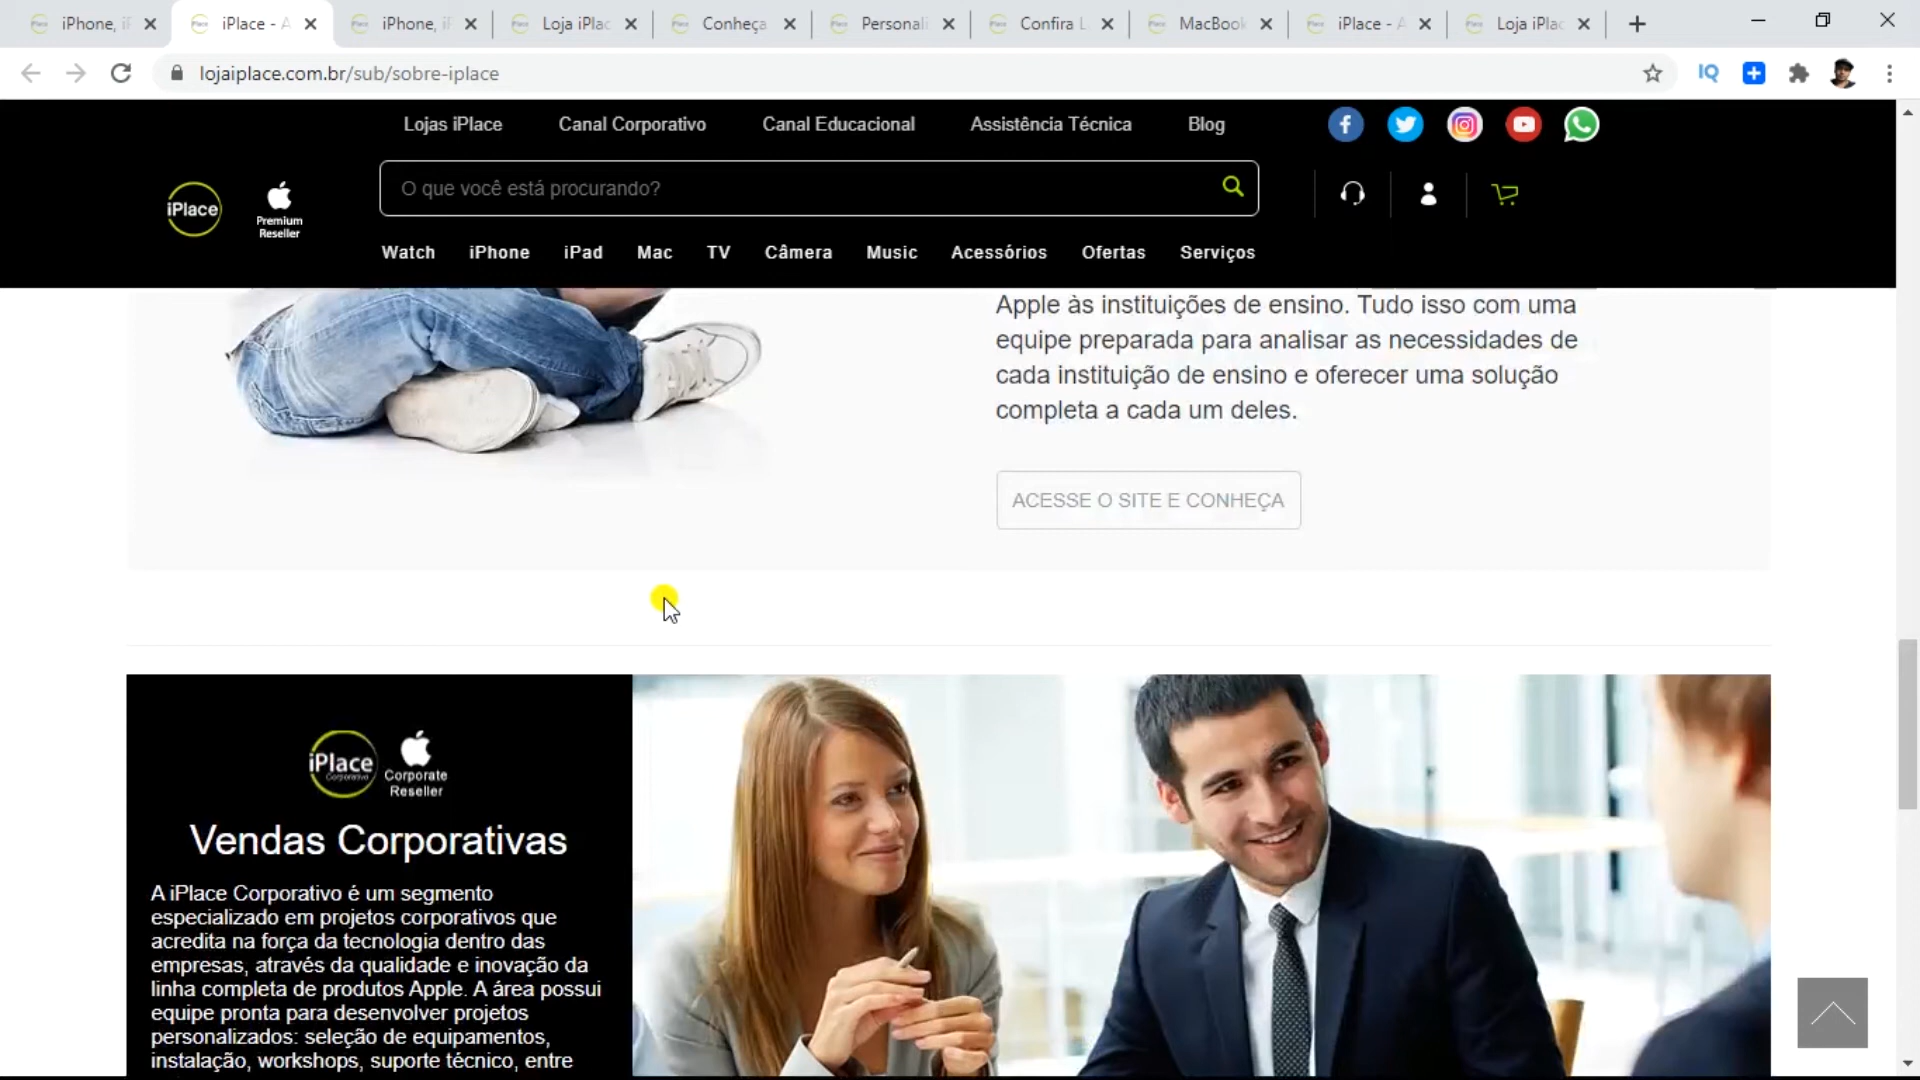 iPhone, iF
iPlace - A
iPhone, iF
Loja iPlac
Conheça
Personali
Confira L
MacBook
iPlace - A
Loja iPlac
lojaiplace.com.br/sub/sobre-iplace
IQ
Lojas iPlace
Canal Corporativo
Canal Educacional
Assistência Técnica
Blog
iPlace
Premium
Reseller
O que você está procurando?
Watch
iPhone
iPad
Mac
TV
Câmera
Music
Acessórios
Ofertas
Serviços
Apple às instituições de ensino. Tudo isso com uma
equipe preparada para analisar as necessidades de
cada instituição de ensino e oferecer uma solução
completa a cada um deles.
ACESSE O SITE E CONHEÇA
iPlace
Corporativo
Corporate
Reseller
Vendas Corporativas
A iPlace Corporativo é um segmento
especializado em projetos corporativos que
acredita na força da tecnologia dentro das
empresas, através da qualidade e inovação da
linha completa de produtos Apple. A área possui
equipe pronta para desenvolver projetos
personalizados: seleção de equipamentos,
instalação, workshops, suporte técnico, entre